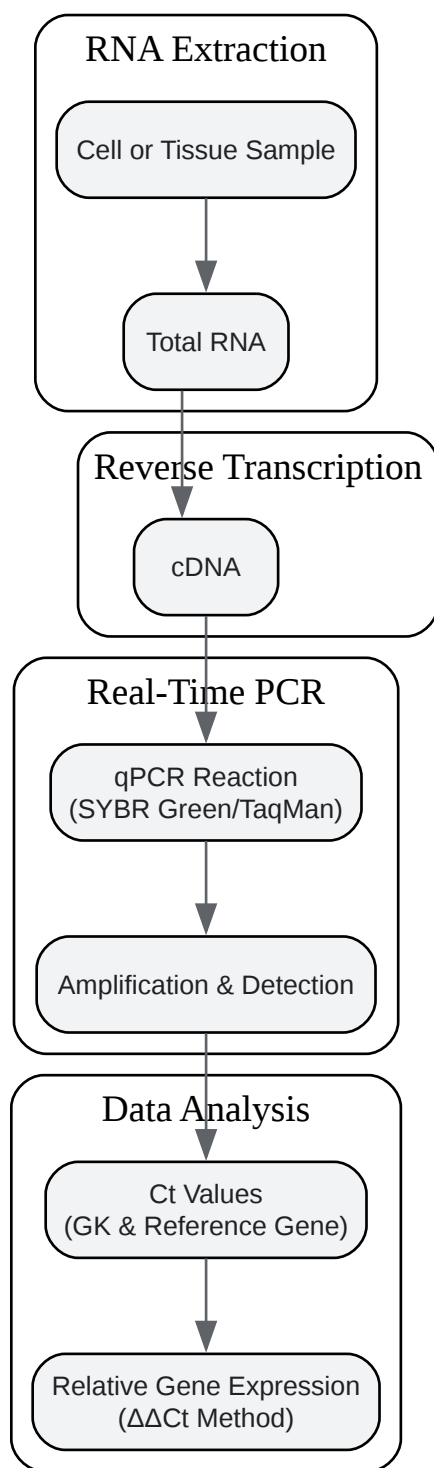 RNA Extraction
Cell or Tissue Sample
Total RNA
Reverse Transcription
cDNA
Real-Time PCR
qPCR Reaction
(SYBR Green/TaqMan)
Amplification & Detection
Data Analysis
Ct Values
(GK & Reference Gene)
Relative Gene Expression
(ΔΔCt Method)